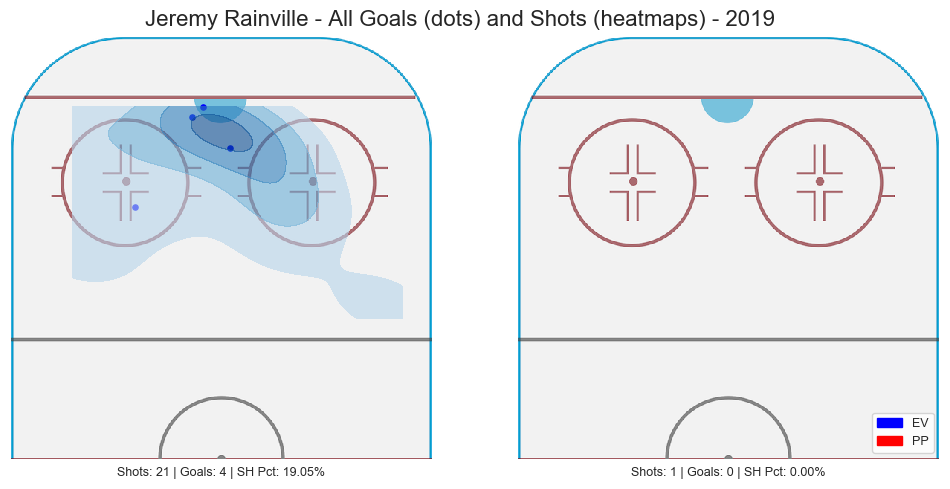 Jeremy Rainville - All Goals (dots) and Shots (heatmaps) - 2019
EV
PP
Shots: 21 | Goals: 4 | SH Pct: 19.05%
Shots: 1 | Goals: 0 | SH Pct: 0.00%